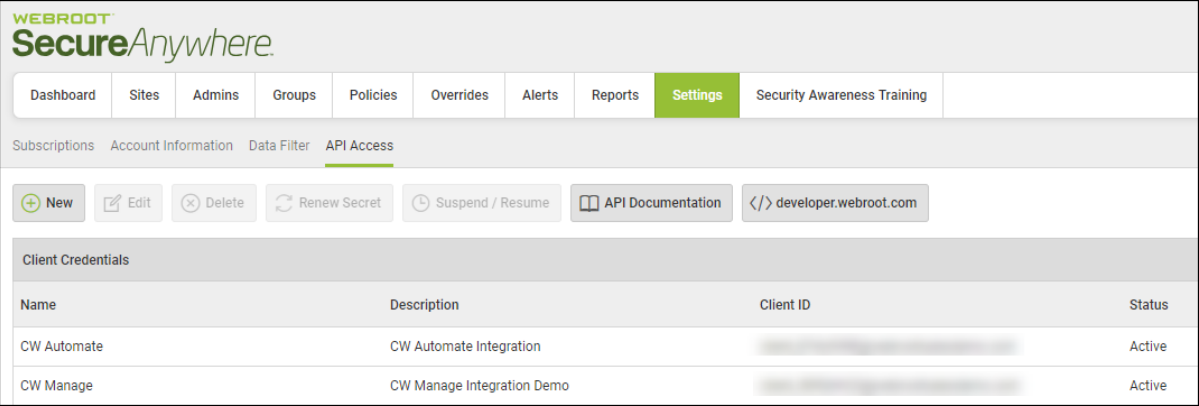 WEBROOT™
SecureAnywhere™
Dashboard Sites Admins Groups Policies Overrides Alerts Reports Settings Security Awareness Training
Subscriptions Account Information Data Filter API Access
New Edit Delete Renew Secret Suspend / Resume API Documentation </> developer.webroot.com
Client Credentials
Name Description Client ID Status
CW Automate CW Automate Integration Active
CW Manage CW Manage Integration Demo Active